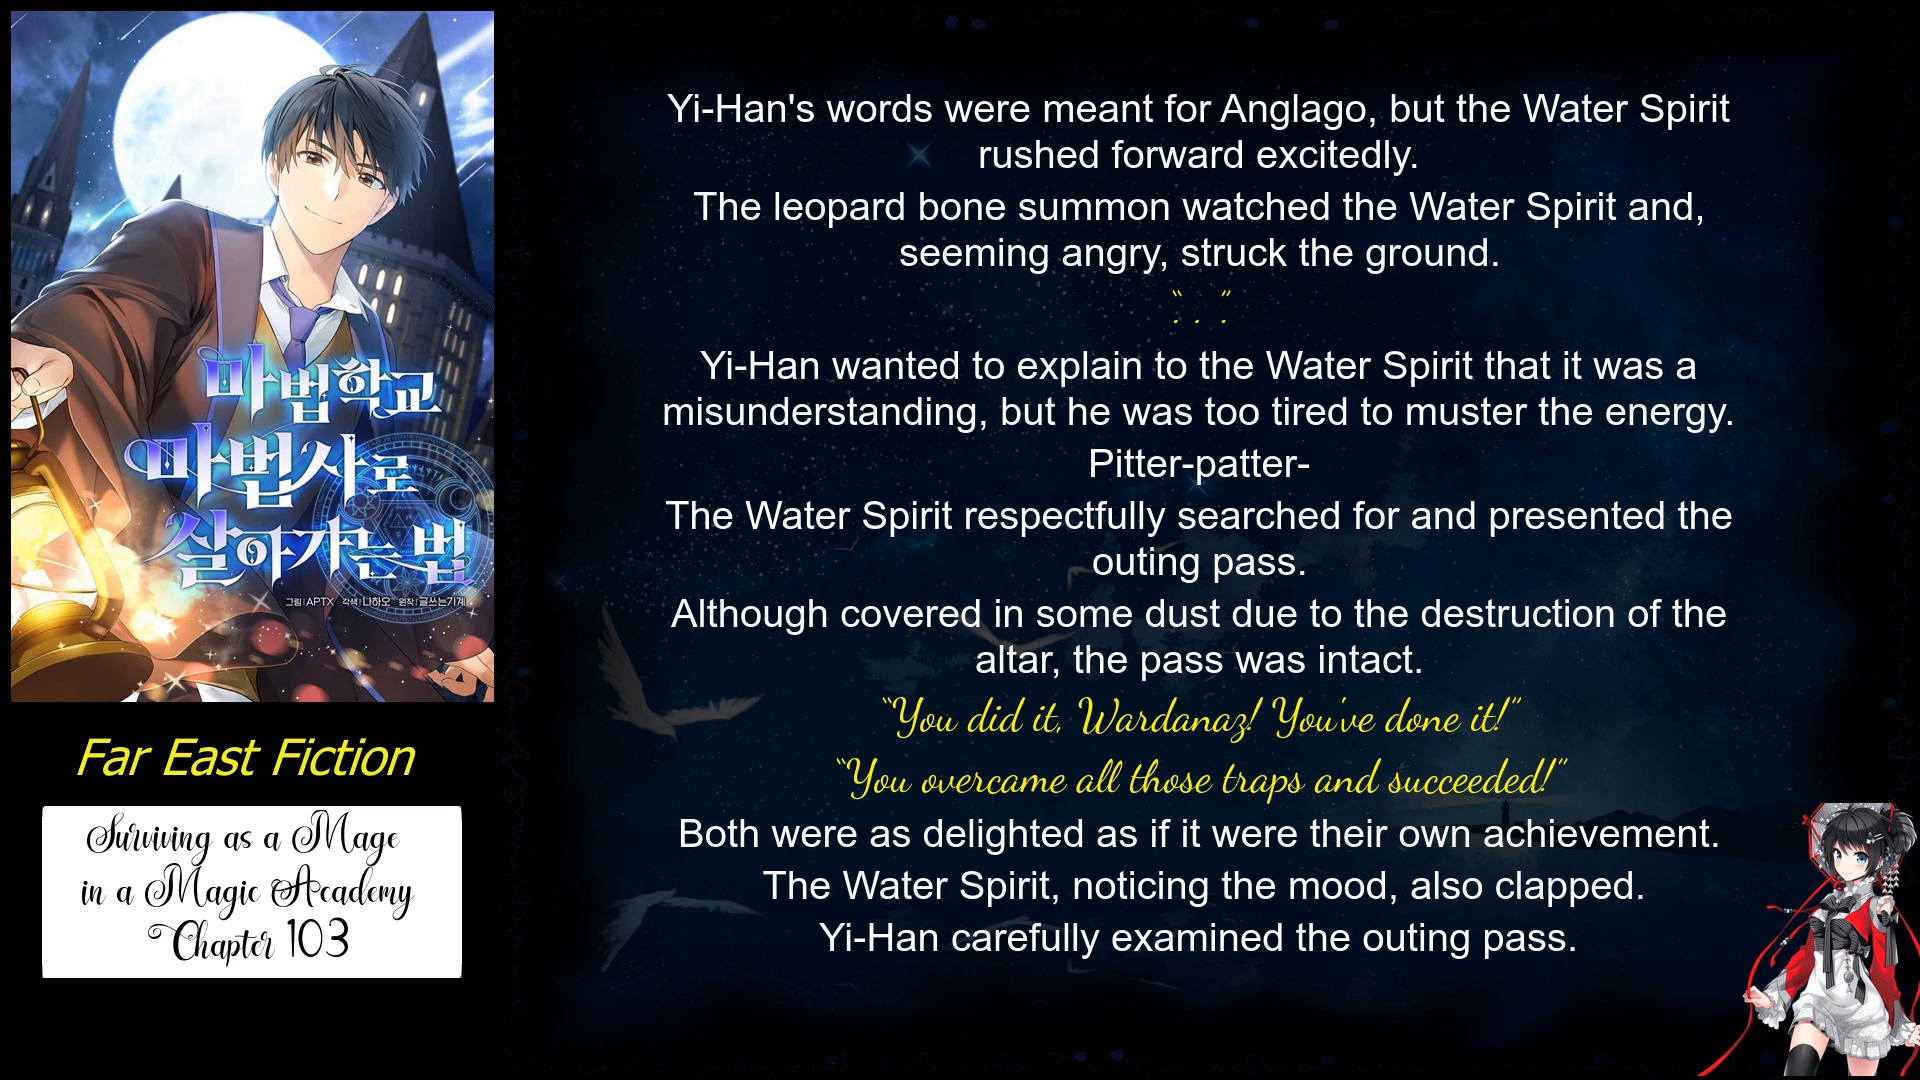 마법학교
마법사로
살아가는 법
그림|APTX 각색|나하오 원작|글쓰는기계
Far East Fiction
Surviving as a Mage
in a Magic Academy
Chapter 103
Yi-Han's words were meant for Anglago, but the Water Spirit
rushed forward excitedly.
The leopard bone summon watched the Water Spirit and,
seeming angry, struck the ground.
“. . .”
Yi-Han wanted to explain to the Water Spirit that it was a
misunderstanding, but he was too tired to muster the energy.
Pitter-patter-
The Water Spirit respectfully searched for and presented the
outing pass.
Although covered in some dust due to the destruction of the
altar, the pass was intact.
“You did it, Wardanaz! You've done it!”
“You overcame all those traps and succeeded!”
Both were as delighted as if it were their own achievement.
The Water Spirit, noticing the mood, also clapped.
Yi-Han carefully examined the outing pass.